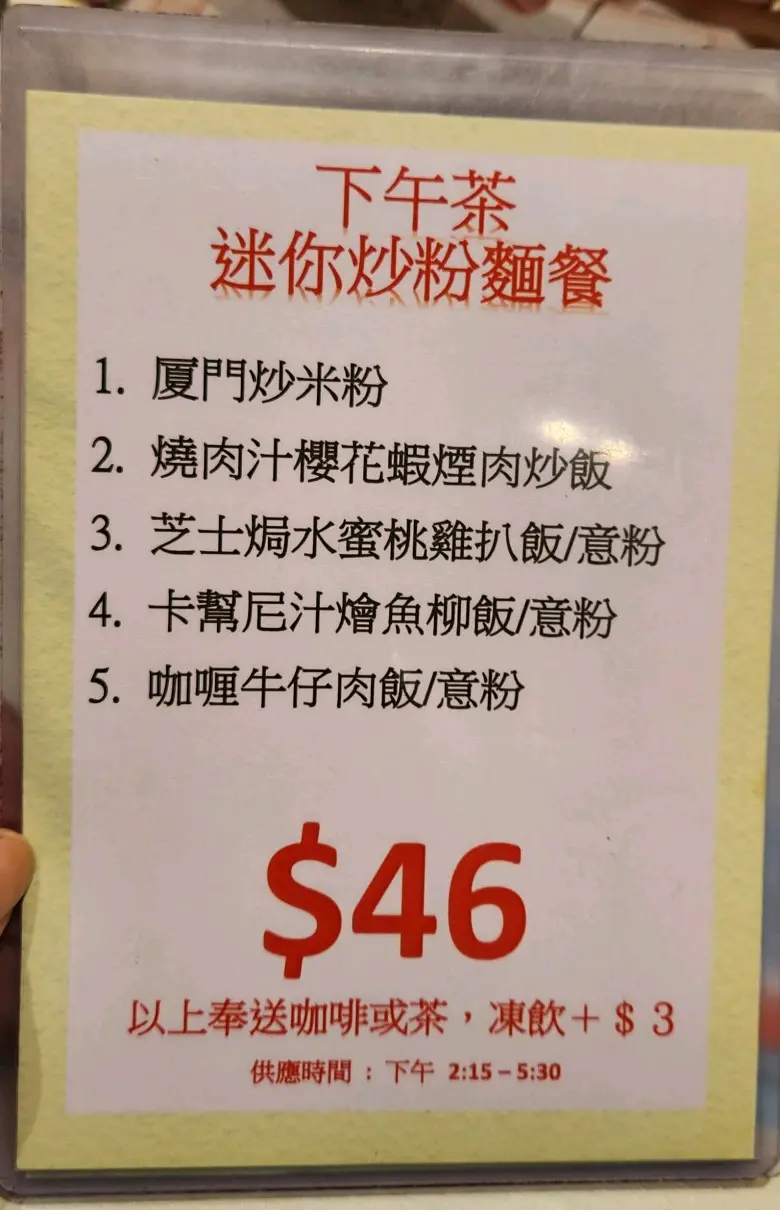 下午茶
迷你炒粉麵餐
1. 厦門炒米粉
2. 燒肉汁櫻花蝦煙肉炒飯
3. 芝士焗水蜜桃雞扒飯/意粉
4. 卡幫尼汁燴魚柳飯/意粉
5. 咖喱牛仔肉飯/意粉
$46
以上奉送咖啡或茶，凍飲＋＄３
供應時間 : 下午 2:15 – 5:30